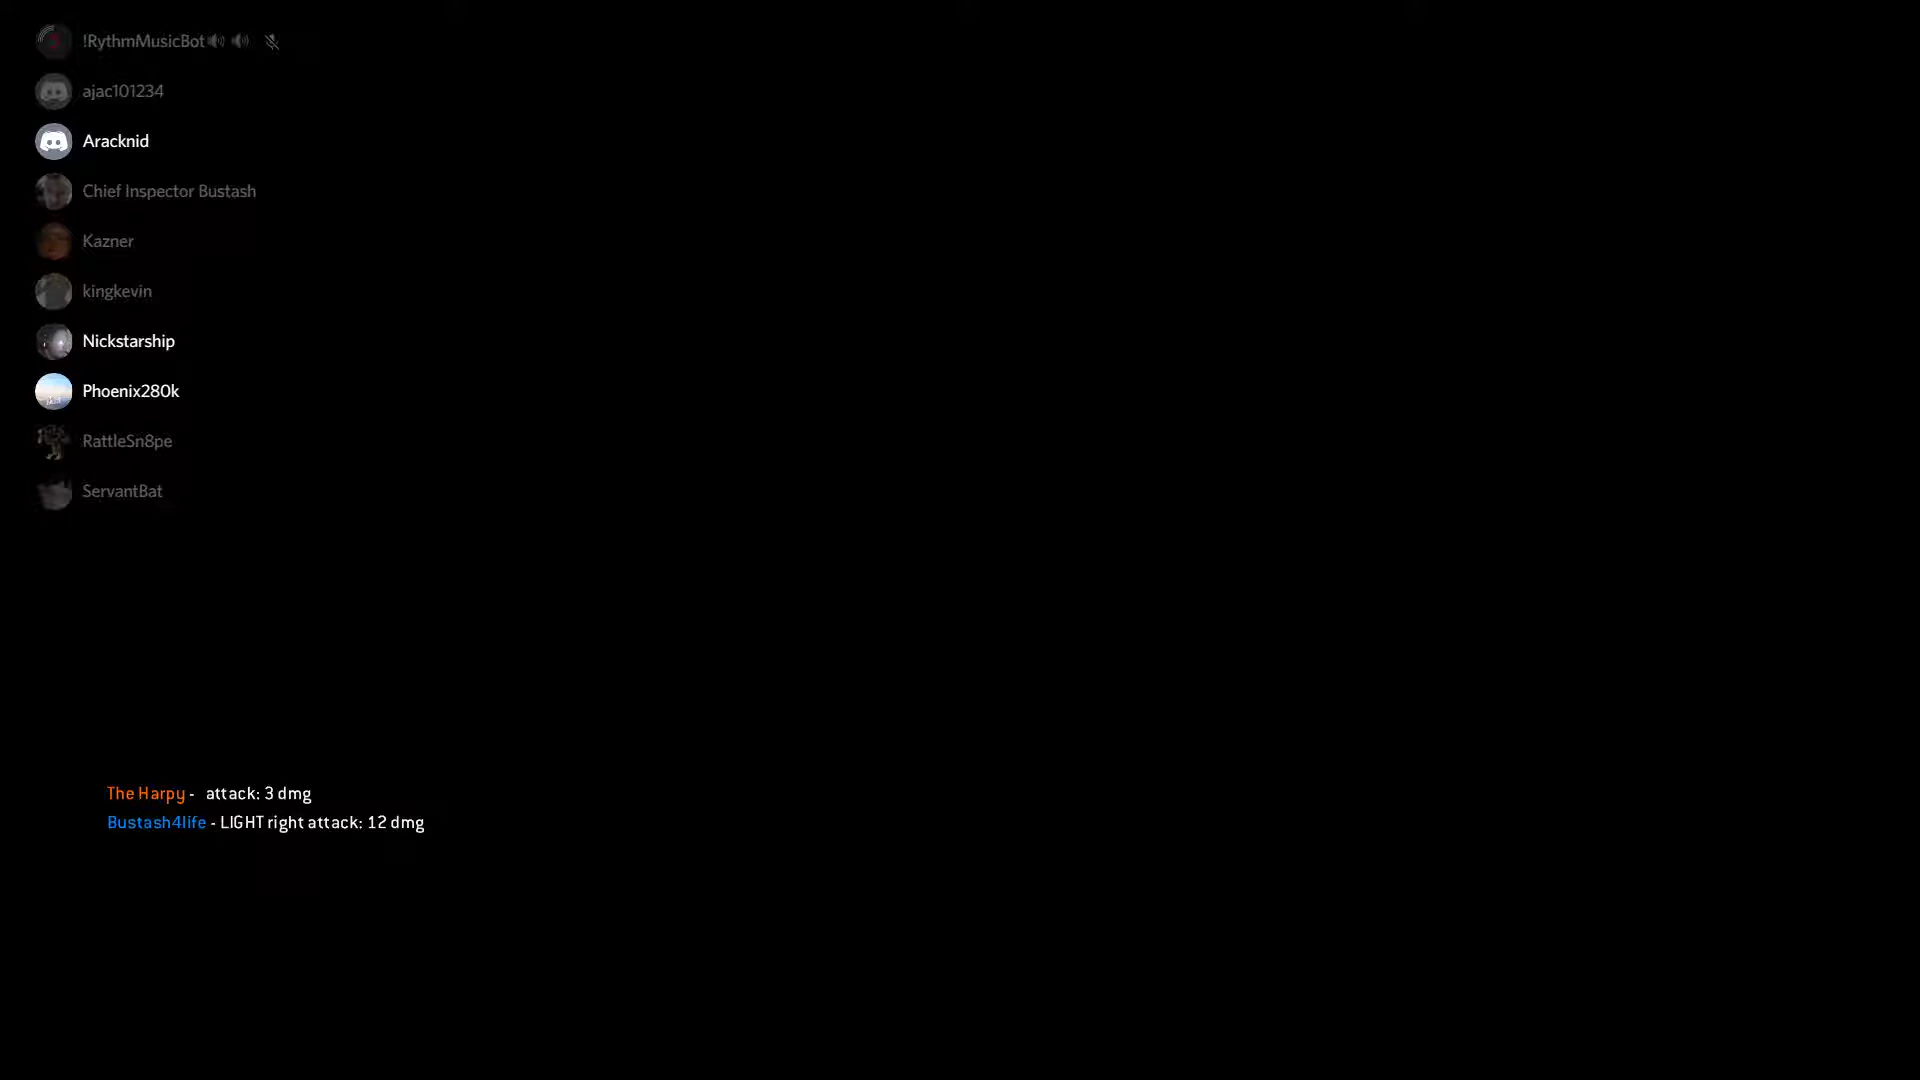 !RythmMusicBot
ajac101234
Aracknid
Chief Inspector Bustash
Kazner
kingkevin
Nickstarship
Phoenix280k
RattleSn8pe
ServantBat
The Harpy - attack: 3 dmg
Bustash4life - LIGHT right attack: 12 dmg